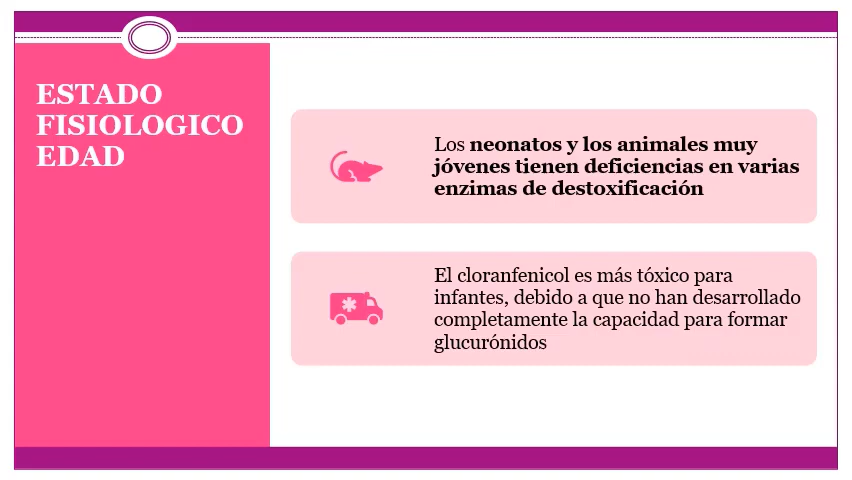 ESTADO
FISIOLOGICO
EDAD
Los neonatos y los animales muy
jóvenes tienen deficiencias en varias
enzimas de destoxificación
El cloranfenicol es más tóxico para
infantes, debido a que no han desarrollado
completamente la capacidad para formar
glucurónidos